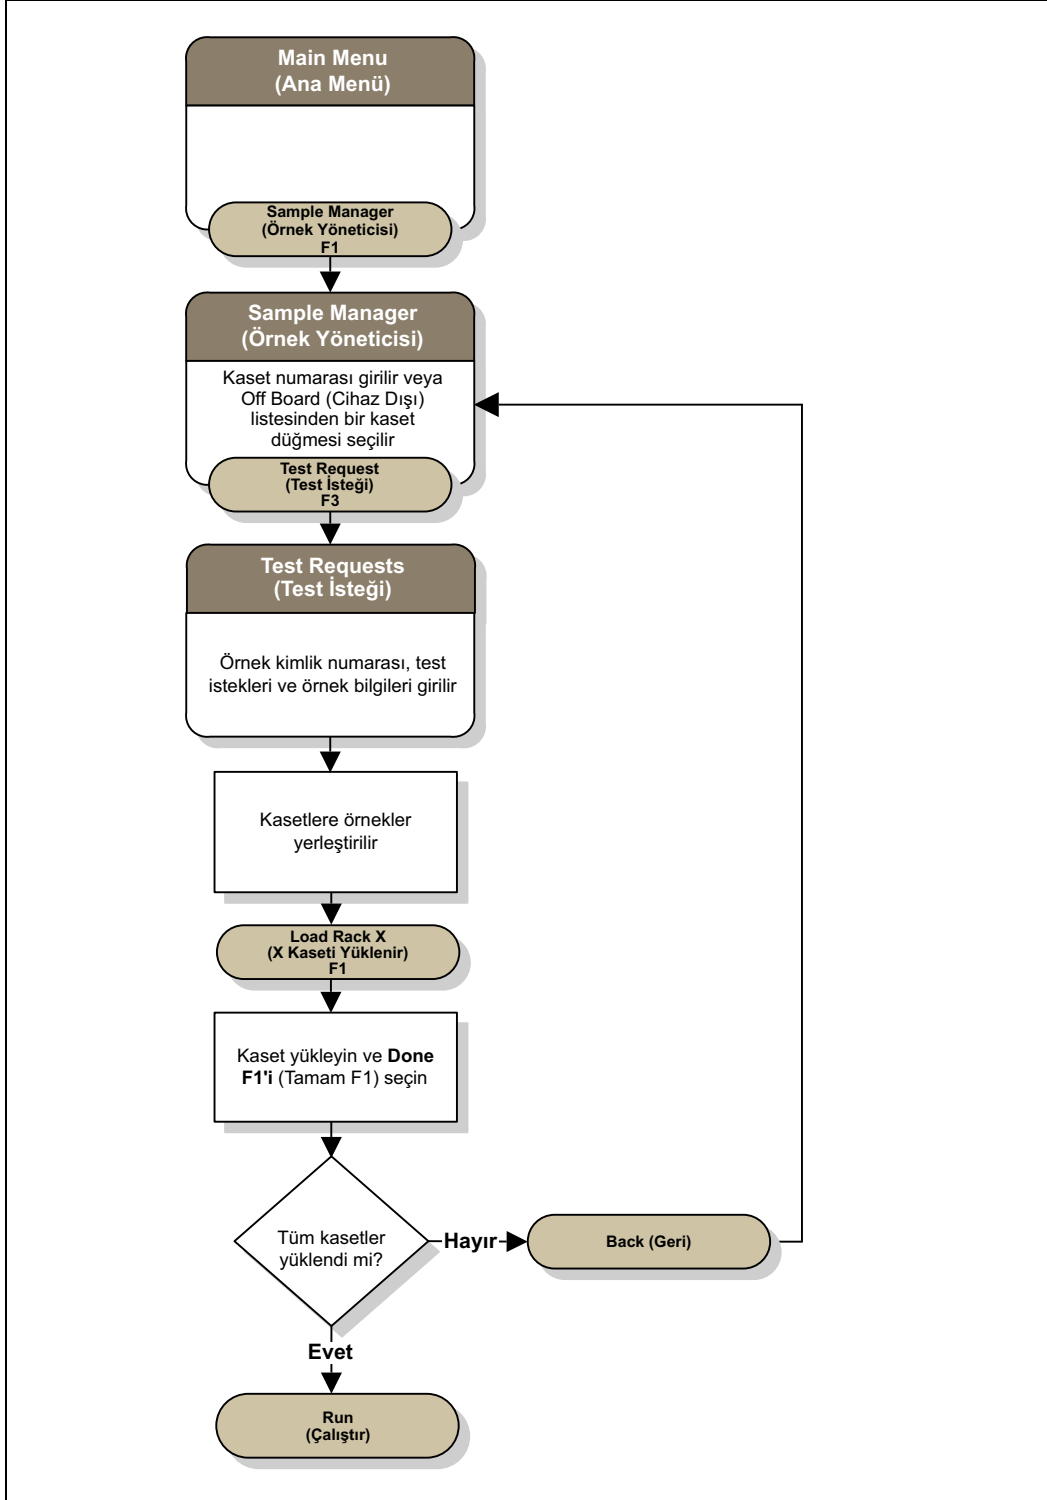 Main Menu
(Ana Menü)
Sample Manager
(Örnek Yöneticisi)
F1
Sample Manager
(Örnek Yöneticisi)
Kaset numarası girilir veya
Off Board (Cihaz Dışı)
listesinden bir kaset
düğmesi seçilir
Test Request
(Test İsteği)
F3
Test Requests
(Test İsteği)
Örnek kimlik numarası, test
istekleri ve örnek bilgileri girilir
Kasetlere örnekler
yerleştirilir
Load Rack X
(X Kaseti Yüklenir)
F1
Kaset yükleyin ve Done
F1'i (Tamam F1) seçin
Tüm kasetler
yüklendi mi?
Hayır
Back (Geri)
Evet
Run
(Çalıştır)